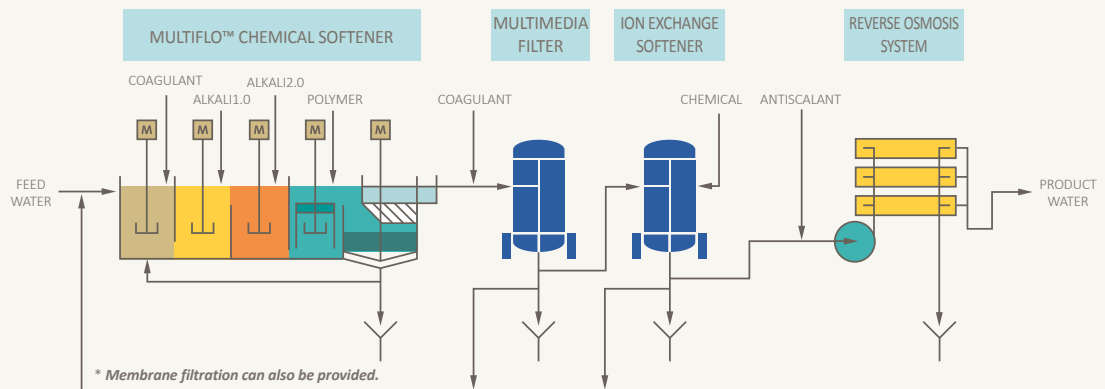 MULTIFLO™ CHEMICAL SOFTENER
MULTIMEDIA
FILTER
ION EXCHANGE
SOFTENER
REVERSE OSMOSIS
SYSTEM
COAGULANT
ALKALI1.0
ALKALI2.0
POLYMER
COAGULANT
CHEMICAL
ANTISCALANT
M
M
M
M
M
FEED
WATER
PRODUCT
WATER
* Membrane filtration can also be provided.